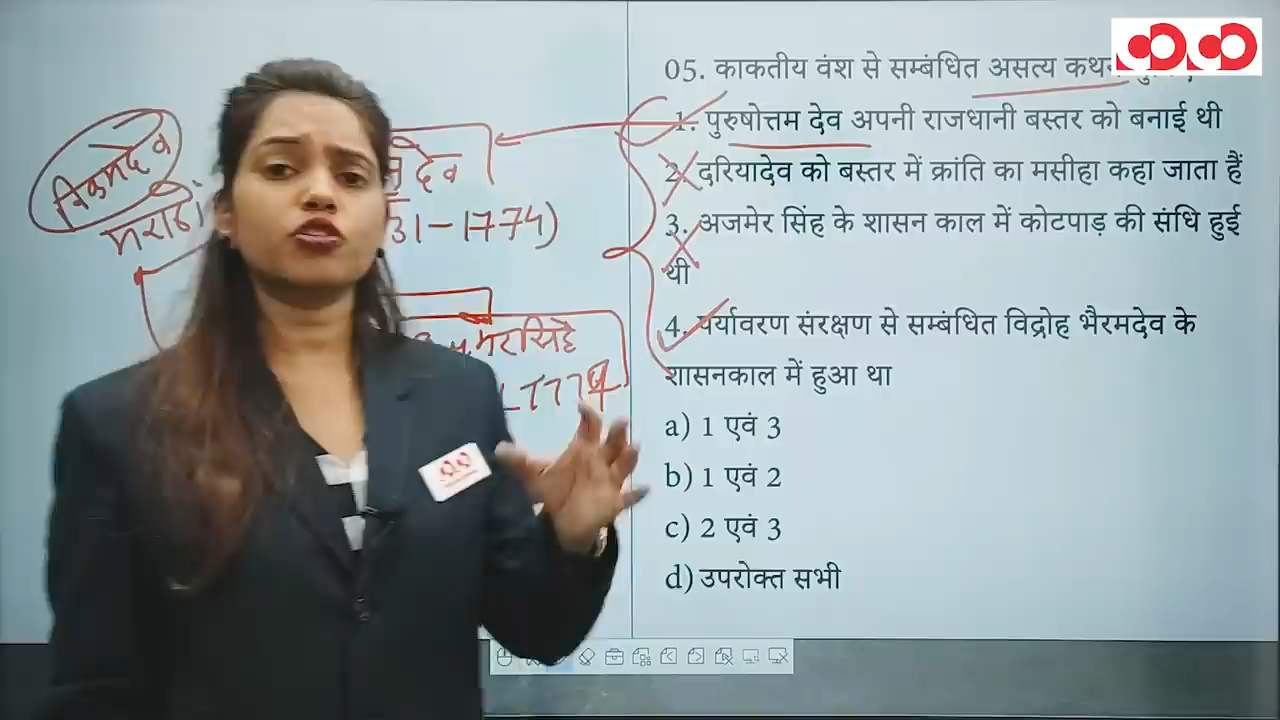 05. काकतीय वंश से सम्बंधित असत्य कथन
1. पुरुषोत्तम देव अपनी राजधानी बस्तर को बनाई थी
2. दरियादेव को बस्तर में क्रांति का मसीहा कहा जाता हैं
3. अजमेर सिंह के शासन काल में कोटपाड़ की संधि हुई
थी
4. पर्यावरण संरक्षण से सम्बंधित विद्रोह भैरमदेव के
शासनकाल में हुआ था
a) 1 एवं 3
b) 1 एवं 2
c) 2 एवं 3
d) उपरोक्त सभी
देव
31-1774)